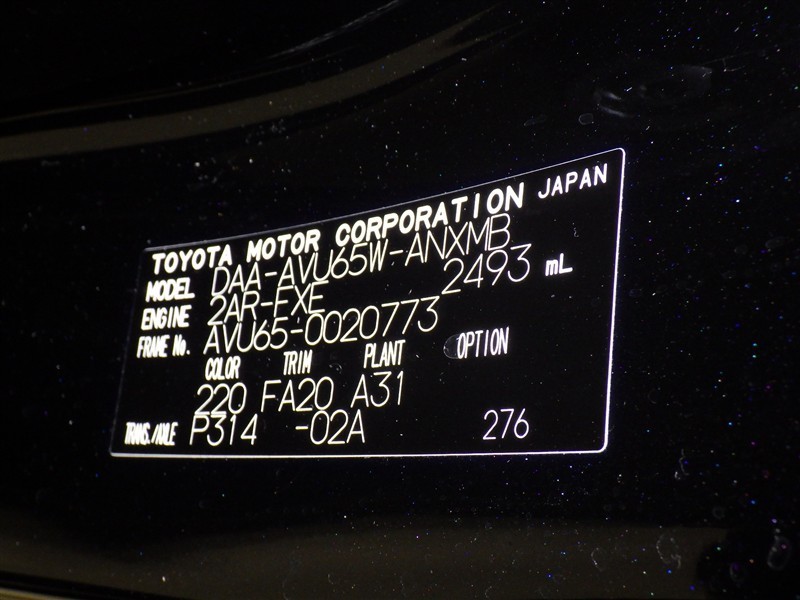 TOYOTA MOTOR CORPORATION JAPAN
MODEL DAA-AVU65W-ANXMB
ENGINE 2AR-FXE 2493 mL
FRAME No. AVU65-0020773
COLOR TRIM PLANT OPTION
220 FA20 A31
TRANS./AXLE P314 -02A 276